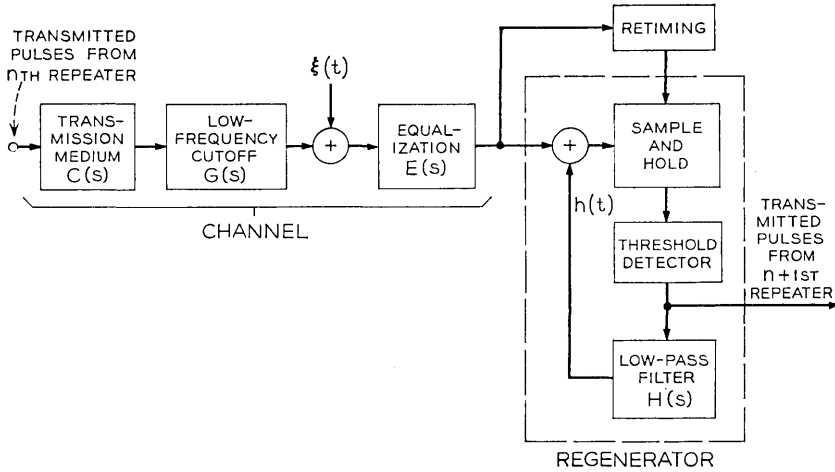 TRANSMITTED
PULSES FROM
nTH REPEATER
TRANS-
MISSION
MEDIUM
C(s)
LOW-
FREQUENCY
CUTOFF
G(s)
ξ(t)
+
EQUAL-
IZATION
E(s)
CHANNEL
RETIMING
+
SAMPLE
AND
HOLD
h(t)
THRESHOLD
DETECTOR
TRANS-
MITTED
PULSES
FROM
n+1ST
REPEATER
LOW-PASS
FILTER
H(s)
REGENERATOR